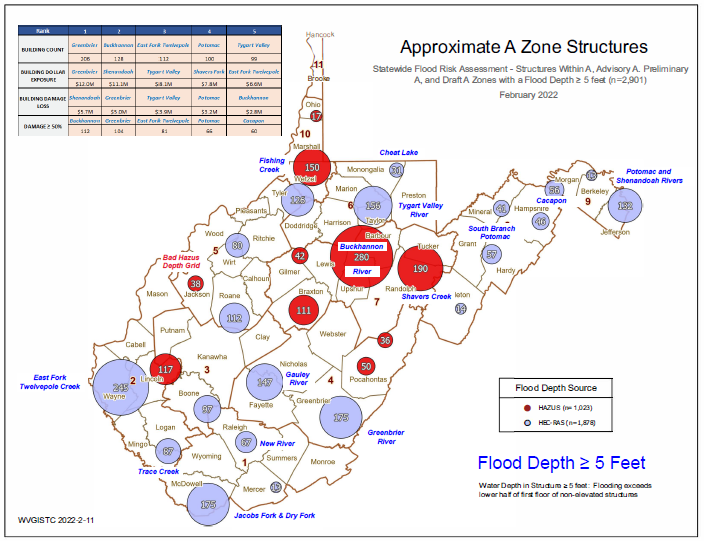 Rank 1 2 3 4 5
BUILDING COUNT Greenbrier Buckhannon East Fork Twelvepole Potomac Tygart Valley
206 128 112 100 99
BUILDING DOLLAR EXPOSURE Greenbrier Shenandoah Tygart Valley Shavers Fork East Fork Twelvepole
$12.0M $11.1M $8.1M $7.8M $6.6M
BUILDING DAMAGE LOSS Shenandoah Greenbrier Tygart Valley Potomac Buckhannon
$5.7M $5.0M $3.9M $3.2M $2.8M
DAMAGE ≥ 50% Buckhannon Greenbrier East Fork Twelvepole Potomac Cacapon
112 104 81 66 60
Approximate A Zone Structures
Statewide Flood Risk Assessment - Structures Within A, Advisory A, Preliminary
A, and Draft A Zones with a Flood Depth ≥ 5 feet (n=2,901)
February 2022
Hancock
11
Brooke
Ohio
17
10
Marshall
Fishing
Creek
150
Wetzel
Cheat Lake
Monongalia
Marion
Preston
Tyler
6
156
Taylor
Tygart Valley
River
Pleasants
Doddridge
Harrison
Barbour
Wood
Ritchie
80
Wirt
5
Buckhannon
280
River
Lewis
42
Gilmer
Upshur
Tucker
190
Randolph
Shavers Creek
7
Morgan
Berkeley
9
Potomac and
Shenandoah Rivers
122
Jefferson
56
Cacapon
Mineral
Hampshire
46
South Branch
Potomac
Grant
57
Hardy
leton
Bad Hazus
Depth Grid
38
Jackson
Mason
Roane
112
Calhoun
Braxton
111
Webster
36
50
Pocahontas
Putnam
Cabell
Clay
Kanawha
3
Nicholas
East Fork
Twelvepole Creek
245
Wayne
2
117
Lincoln
Boone
97
147
Fayette
Gauley
River
4
Greenbrier
175
Greenbrier
River
Logan
Mingo
67
Trace Creek
Wyoming
Raleigh
67
New River
1
Summers
Monroe
Mercer
McDowell
175
Jacobs Fork & Dry Fork
Flood Depth Source
HAZUS (n= 1,023)
HEC-RAS (n=1,878)
Flood Depth ≥ 5 Feet
Water Depth in Structure ≥ 5 feet: Flooding exceeds
lower half of first floor of non-elevated structures
WVGISTC 2022-2-11